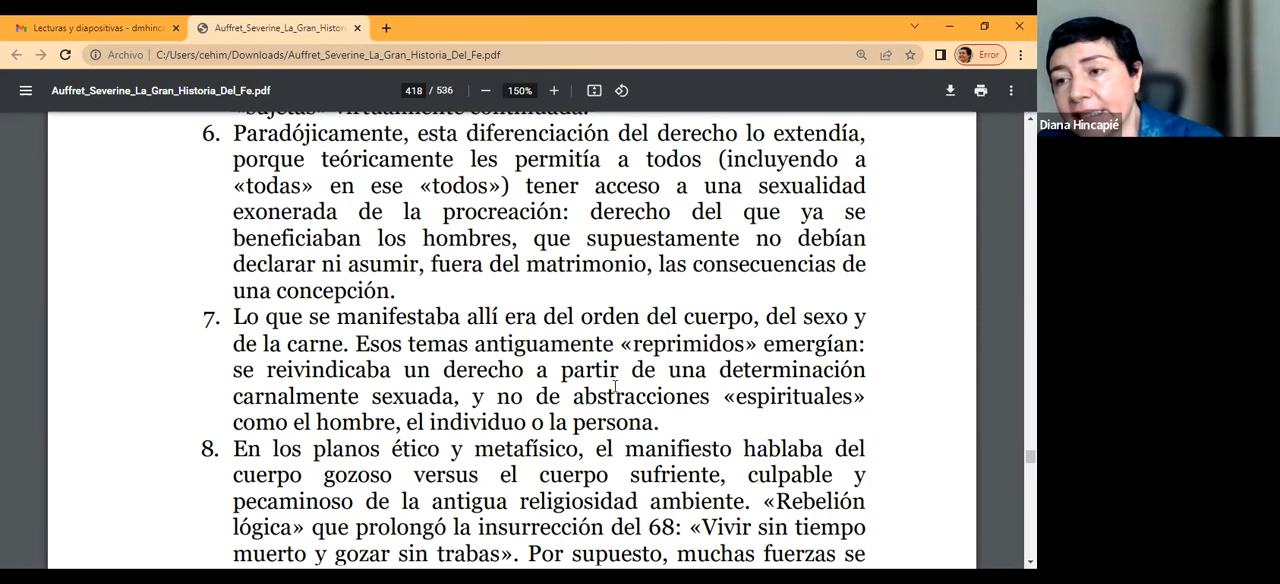 Lecturas y diapositivas - dmhinc
Auffret_Severine_La_Gran_Histori
Archivo
C:/Users/cehim/Downloads/Auffret_Severine_La_Gran_Historia_Del_Fe.pdf
Error
Auffret_Severine_La_Gran_Historia_Del_Fe.pdf
418 / 536
150%
Diana Hincapié
«sujetas» virtualmente continuada.
6. Paradójicamente, esta diferenciación del derecho lo extendía,
porque teóricamente les permitía a todos (incluyendo a
«todas» en ese «todos») tener acceso a una sexualidad
exonerada de la procreación: derecho del que ya se
beneficiaban los hombres, que supuestamente no debían
declarar ni asumir, fuera del matrimonio, las consecuencias de
una concepción.
7. Lo que se manifestaba allí era del orden del cuerpo, del sexo y
de la carne. Esos temas antiguamente «reprimidos» emergían:
se reivindicaba un derecho a partir de una determinación
carnalmente sexuada, y no de abstracciones «espirituales»
como el hombre, el individuo o la persona.
8. En los planos ético y metafísico, el manifiesto hablaba del
cuerpo gozoso versus el cuerpo sufriente, culpable y
pecaminoso de la antigua religiosidad ambiente. «Rebelión
lógica» que prolongó la insurrección del 68: «Vivir sin tiempo
muerto y gozar sin trabas». Por supuesto, muchas fuerzas se